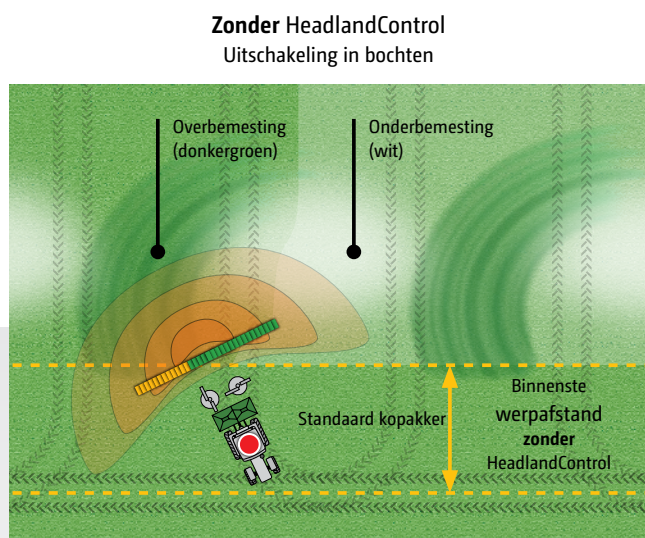 Zonder HeadlandControl
Uitschakeling in bochten
Overbemesting
(donkergroen)
Onderbemesting
(wit)
Standaard kopakker
Binnenste
werpafstand
zonder
HeadlandControl